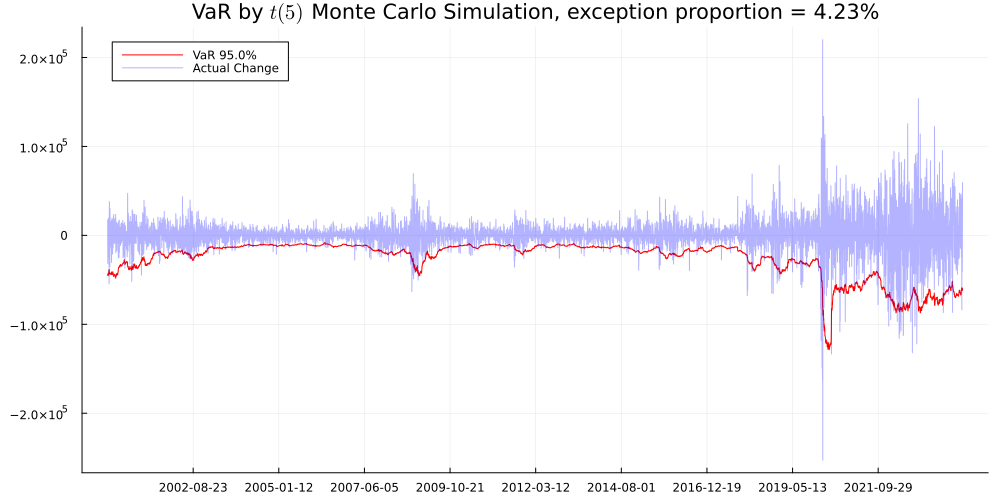 VaR by t(5) Monte Carlo Simulation, exception proportion = 4.23%
VaR 95.0%
Actual Change
2.0×10⁵
1.0×10⁵
0
−1.0×10⁵
−2.0×10⁵
2002-08-23 2005-01-12 2007-06-05 2009-10-21 2012-03-12 2014-08-01 2016-12-19 2019-05-13 2021-09-29